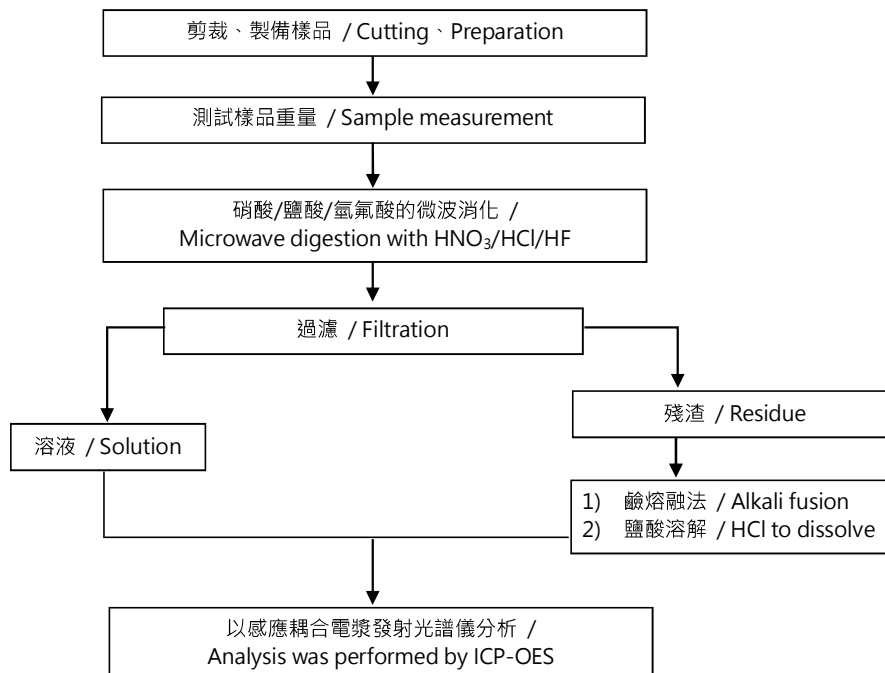 剪裁、製備樣品 / Cutting、Preparation
測試樣品重量 / Sample measurement
硝酸/鹽酸/氫氟酸的微波消化 /
Microwave digestion with HNO₃/HCl/HF
過濾 / Filtration
溶液 / Solution
殘渣 / Residue
1) 鹼熔融法 / Alkali fusion
2) 鹽酸溶解 / HCl to dissolve
以感應耦合電漿發射光譜儀分析 /
Analysis was performed by ICP-OES